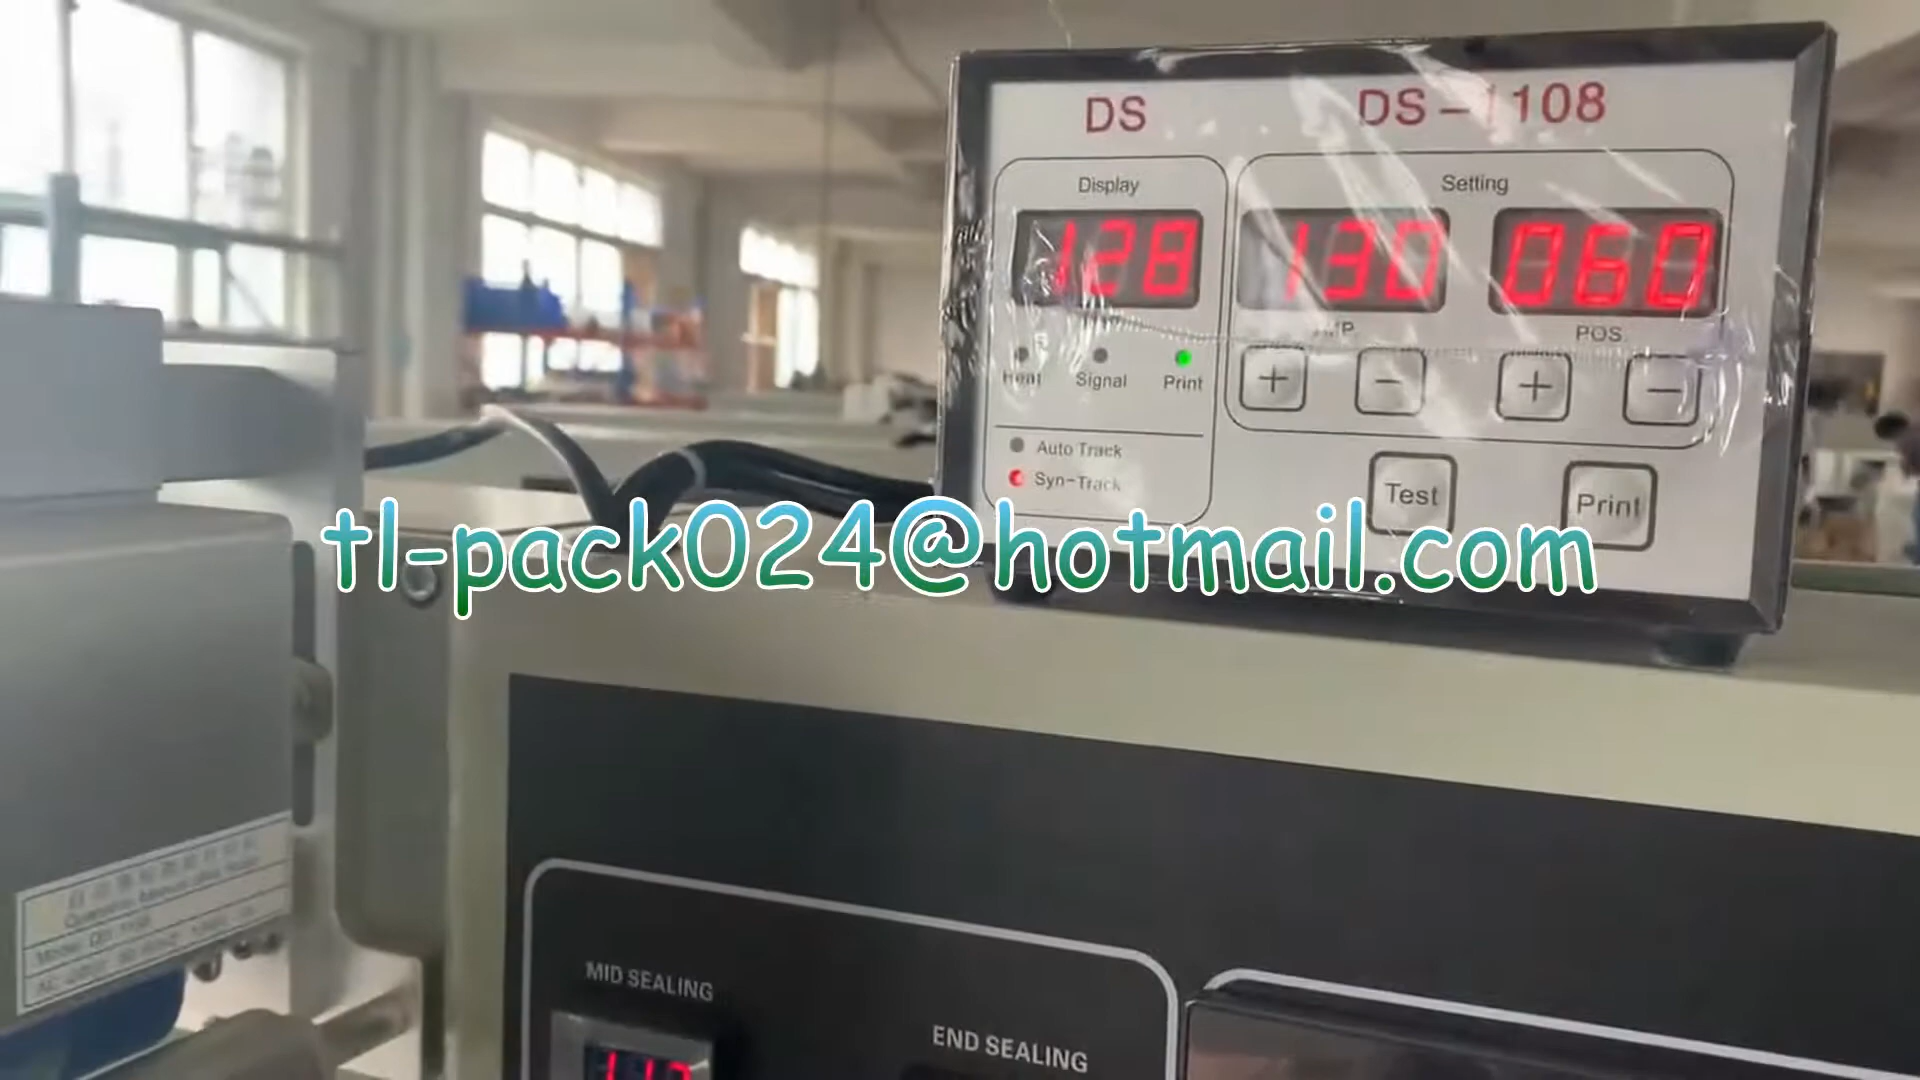 DS DS-1108
Display Setting
128 130 060
POS
Heat Signal Print
+ - + -
Auto Track
Syn-Track
Test Print
tl-pack024@hotmail.com
MID SEALING
END SEALING